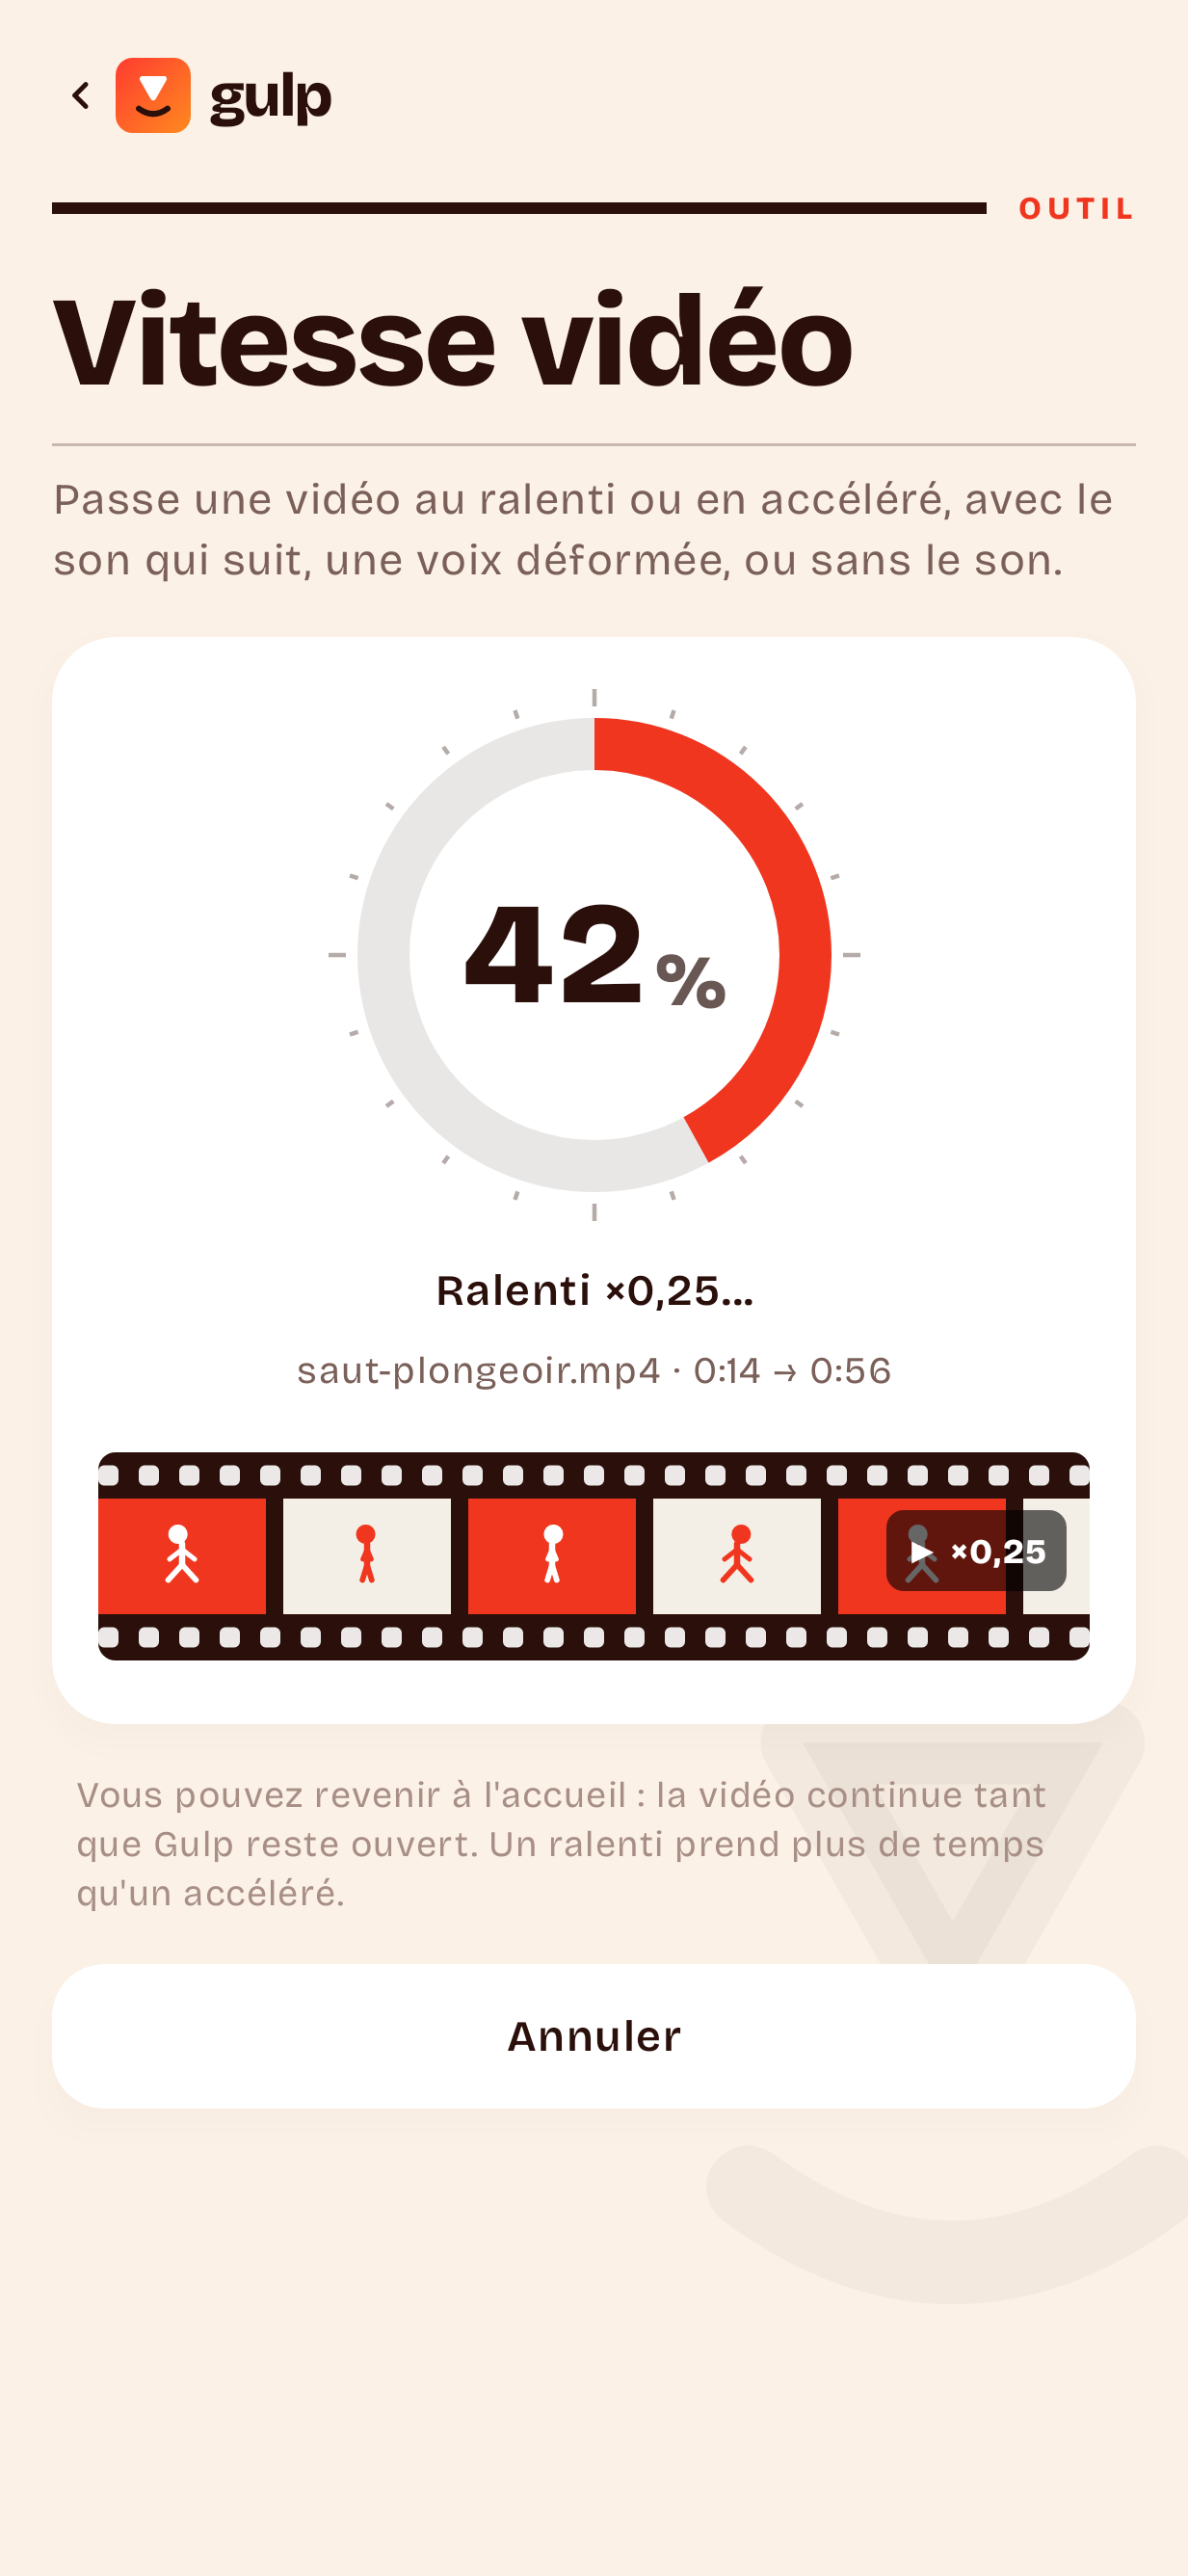 gulp
OUTIL
Vitesse vidéo
Passe une vidéo au ralenti ou en accéléré, avec le
son qui suit, une voix déformée, ou sans le son.
42%
Ralenti ×0,25...
saut-plongeoir.mp4 · 0:14 → 0:56
▶ ×0,25
Vous pouvez revenir à l'accueil : la vidéo continue tant
que Gulp reste ouvert. Un ralenti prend plus de temps
qu'un accéléré.
Annuler